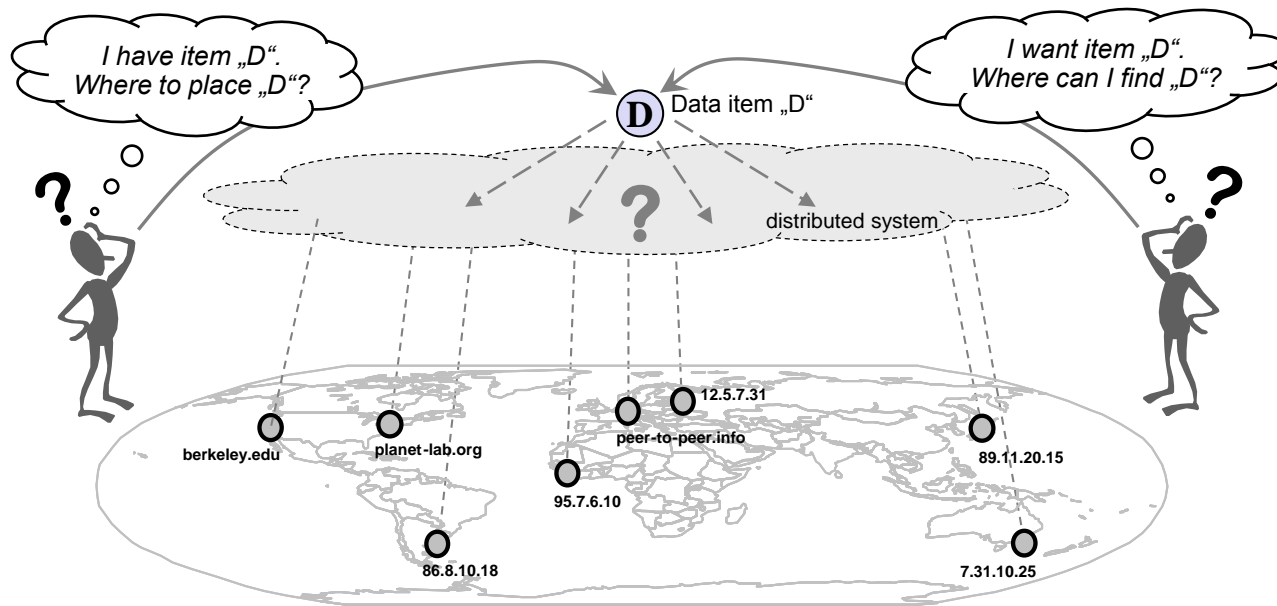 I have item „D“.
Where to place „D“?
I want item „D“.
Where can I find „D“?
D
Data item „D“
?
?
?
distributed system
12.5.7.31
berkeley.edu
planet-lab.org
peer-to-peer.info
89.11.20.15
95.7.6.10
86.8.10.18
7.31.10.25